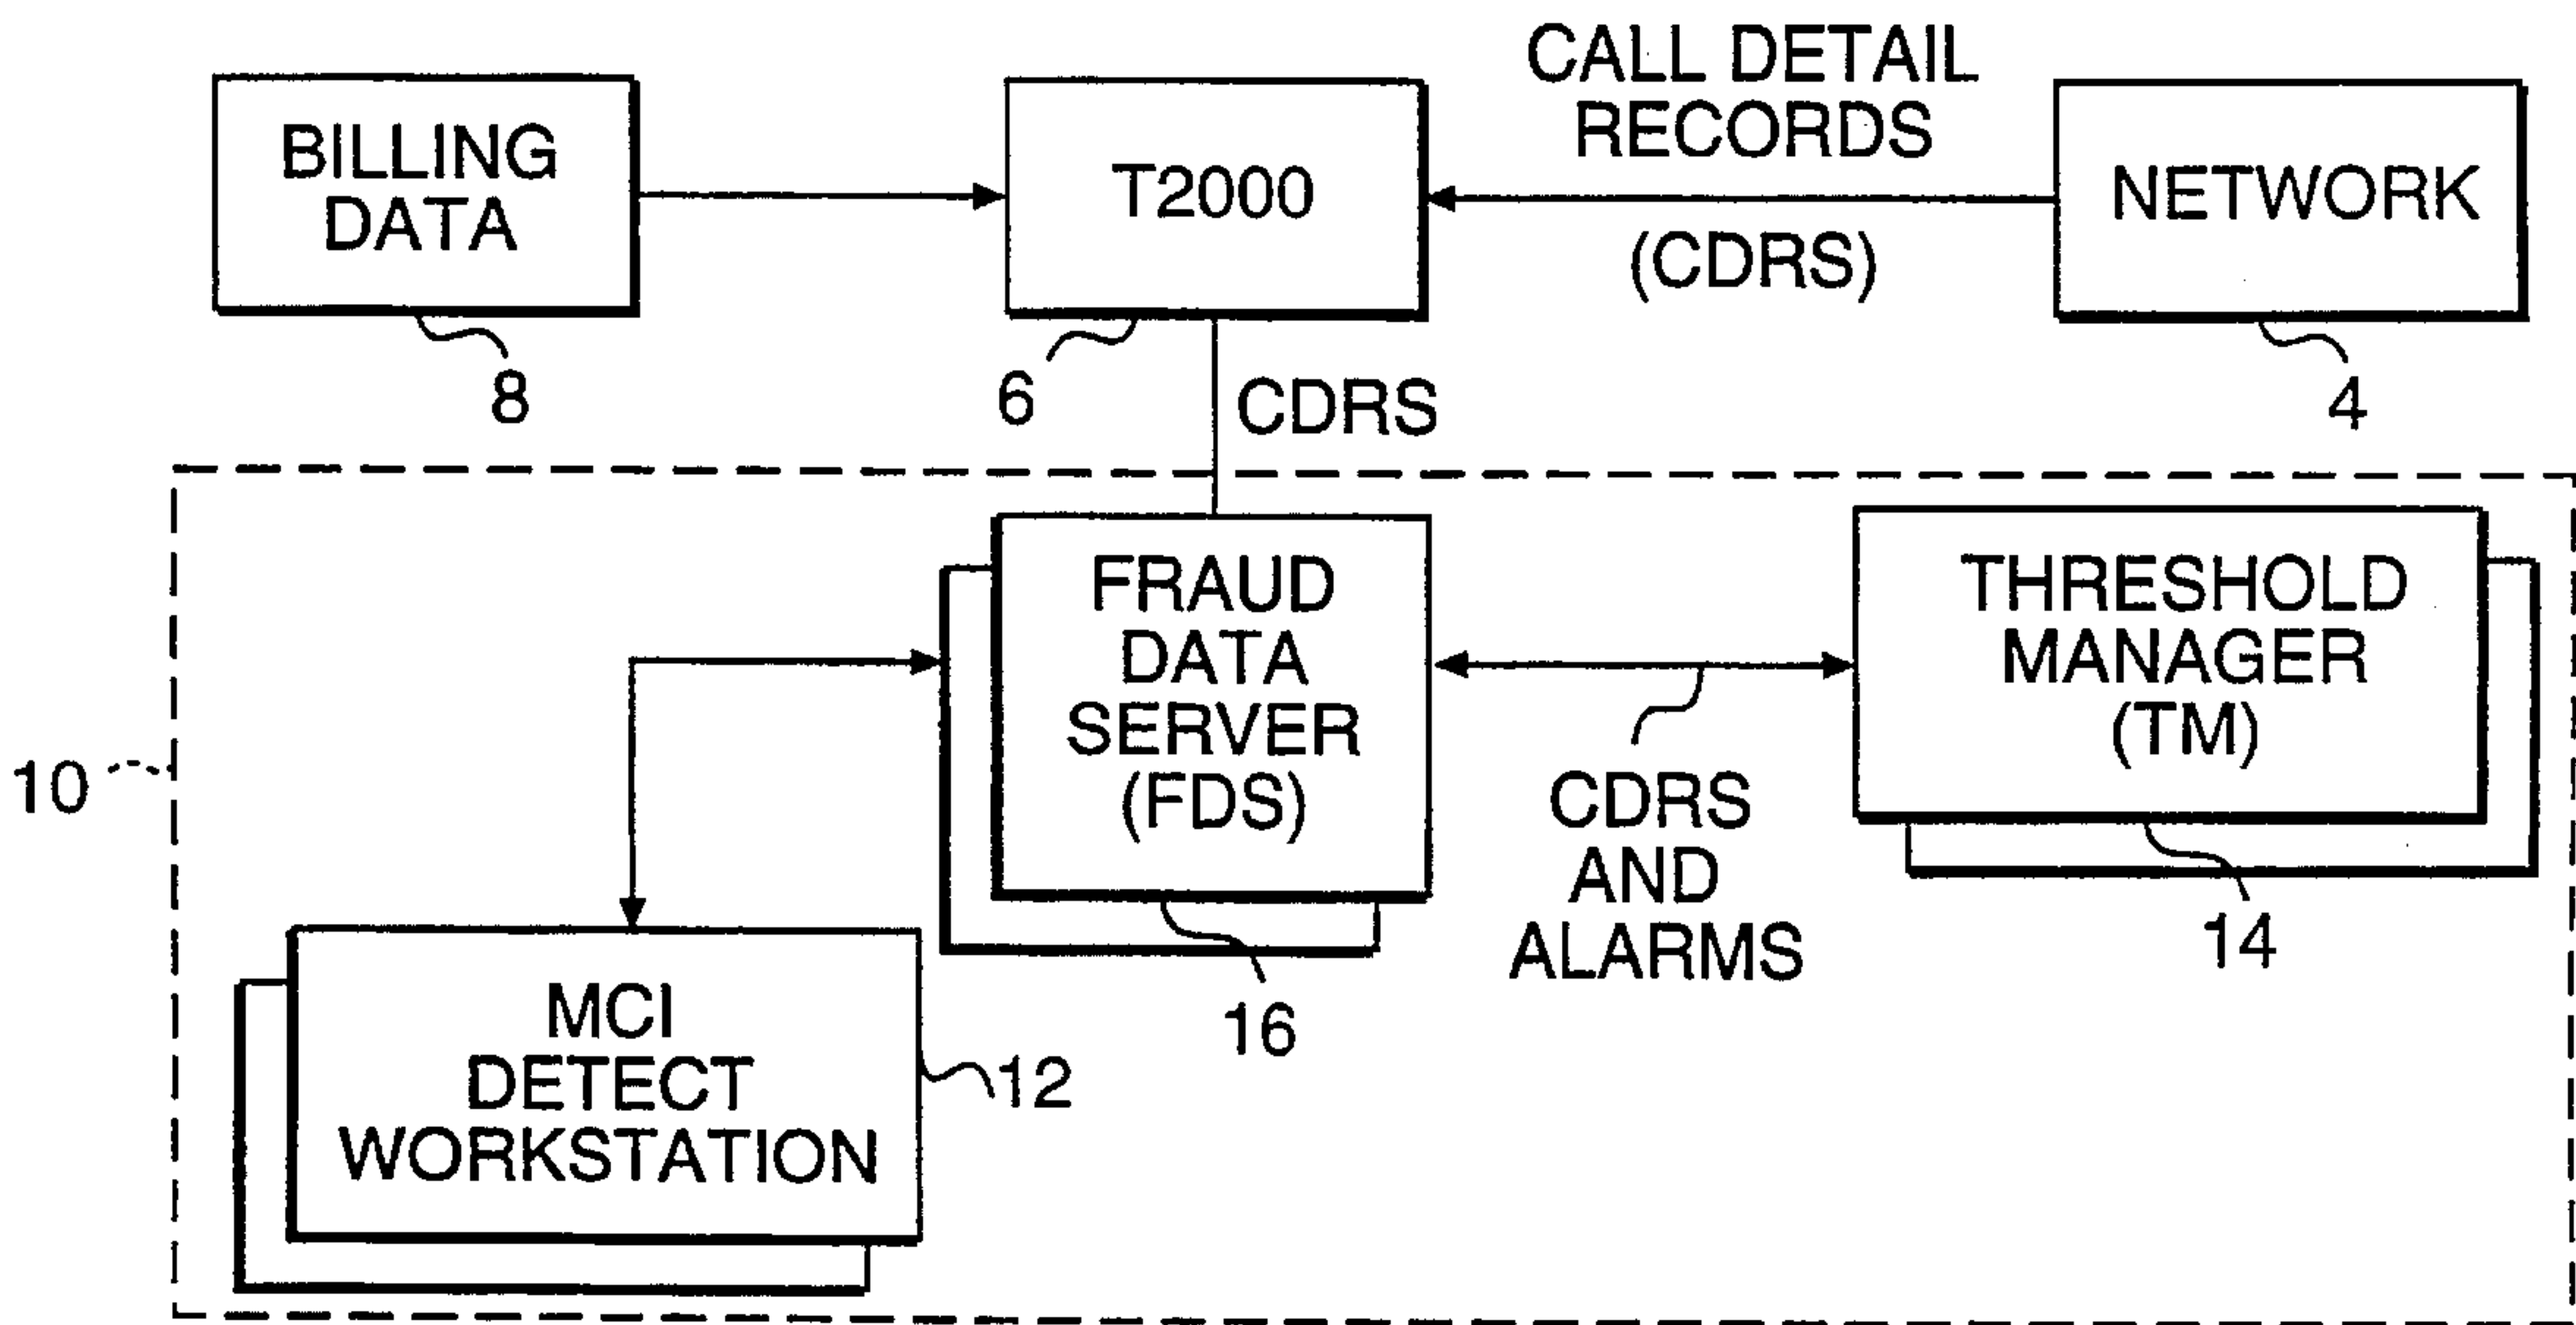 BILLING
DATA
8
T2000
6
CALL DETAIL
RECORDS
(CDRS)
NETWORK
4
CDRS
10
FRAUD
DATA
SERVER
(FDS)
16
CDRS
AND
ALARMS
THRESHOLD
MANAGER
(TM)
14
MCI
DETECT
WORKSTATION
12